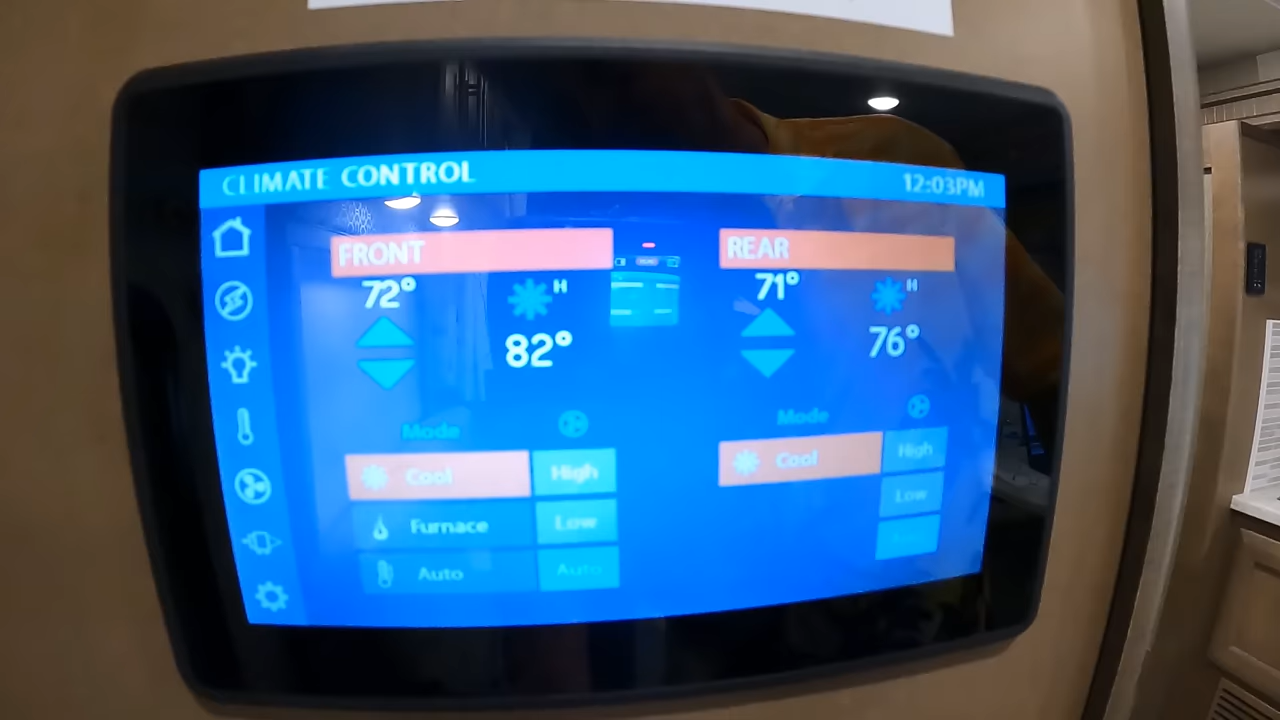 CLIMATE CONTROL
12:03PM
FRONT
72°
H
82°
Mode
Cool
High
Furnace
Low
Auto
Auto
REAR
71°
H
76°
Mode
Cool
High
Low